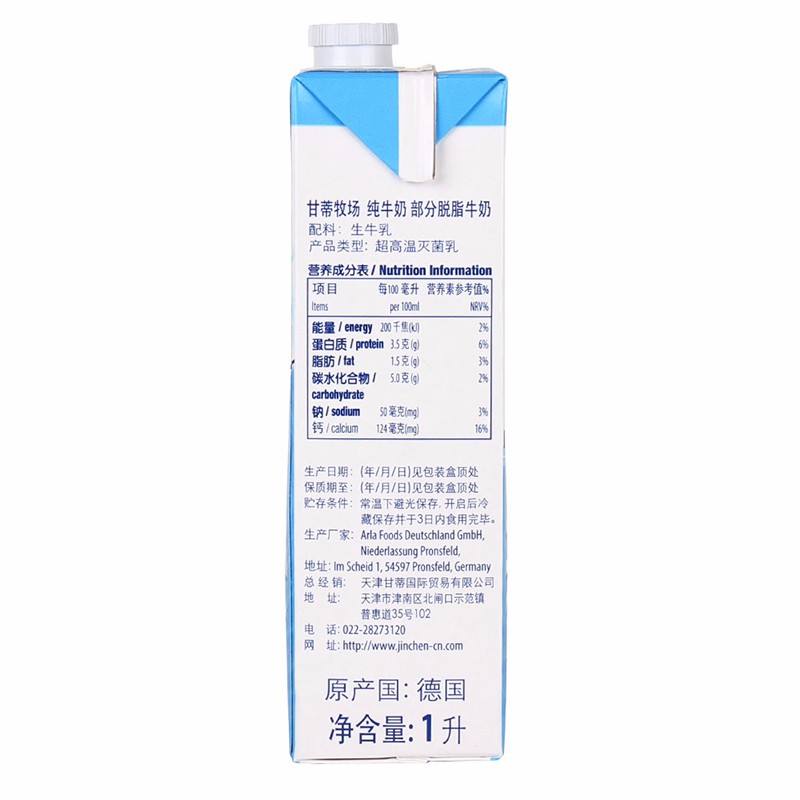 甘蒂牧场 纯牛奶 部分脱脂牛奶
配料：生牛乳
产品类型：超高温灭菌乳
营养成分表 / Nutrition Information
项目 每100毫升 营养素参考值%
Items per 100ml NRV%
能量 / energy 200 千焦(kJ) 2%
蛋白质 / protein 3.5 克 (g) 6%
脂肪 / fat 1.5 克 (g) 3%
碳水化合物 / 5.0 克 (g) 2%
carbohydrate
钠 / sodium 50 毫克(mg) 3%
钙 / calcium 124 毫克(mg) 16%
生产日期：(年/月/日)见包装盒顶处
保质期至：(年/月/日)见包装盒顶处
贮存条件：常温下避光保存，开启后冷
藏保存并于3日内食用完毕。
生产厂家：Arla Foods Deutschland GmbH,
Niederlassung Pronsfeld,
地址：Im Scheid 1, 54597 Pronsfeld, Germany
总 经 销：天津甘蒂国际贸易有限公司
地 址：天津市津南区北闸口示范镇
普惠道35号102
电 话：022-28273120
网 址：http://www.jinchen-cn.com
原产国：德国
净含量：1 升